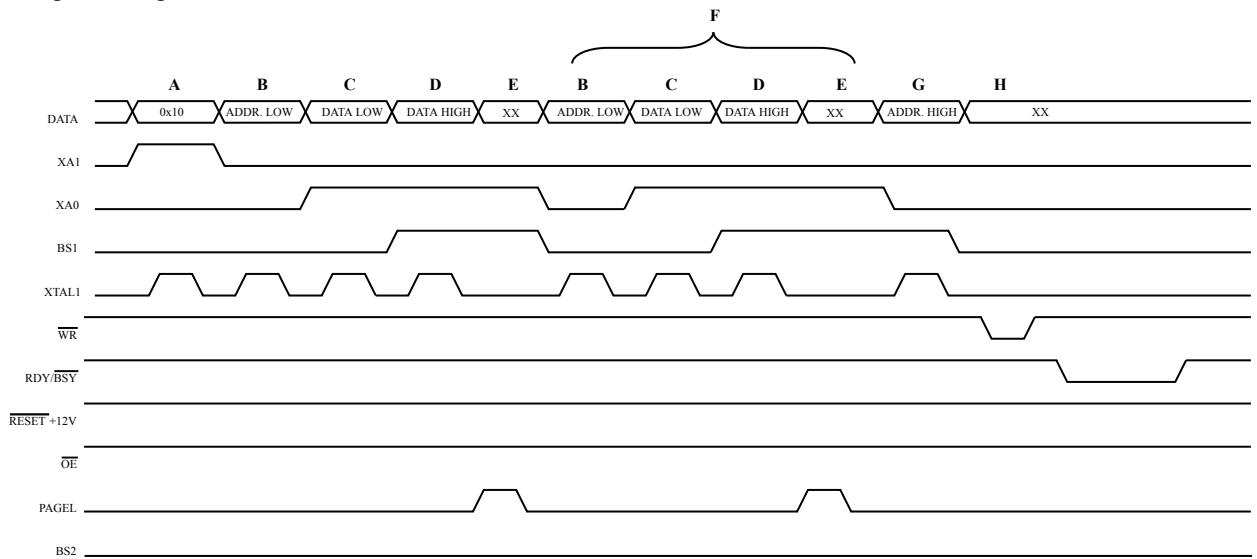 F
A B C D E B C D E G H
DATA 0x10 ADDR. LOW DATA LOW DATA HIGH XX ADDR. LOW DATA LOW DATA HIGH XX ADDR. HIGH XX
XA1
XA0
BS1
XTAL1
WR
RDY/BSY
RESET +12V
OE
PAGEL
BS2